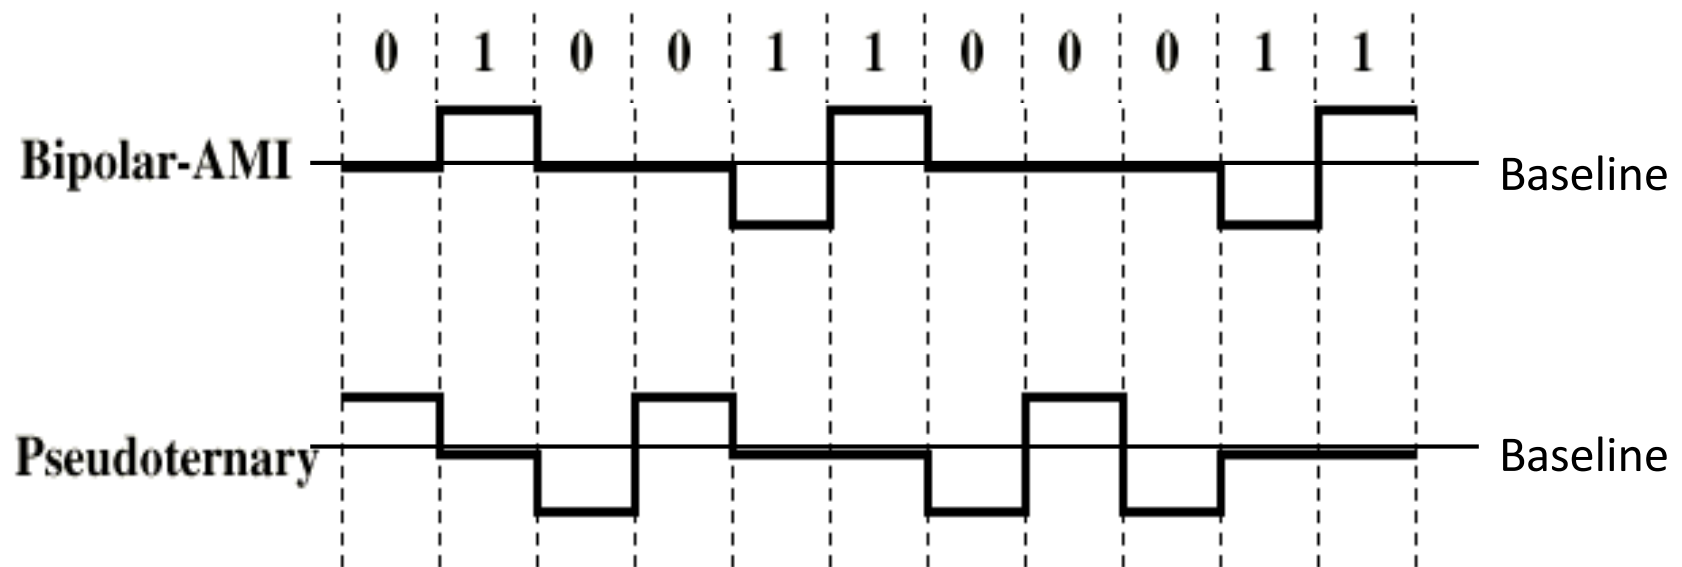 0 1 0 0 1 1 0 0 0 1 1
Bipolar-AMI Baseline
Pseudoternary Baseline